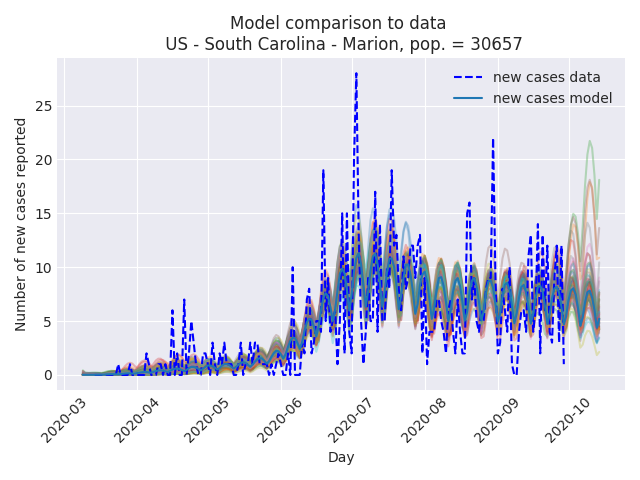 Model comparison to data
US - South Carolina - Marion, pop. = 30657
new cases data
new cases model
Number of new cases reported
25
20
15
10
5
0
2020-03
2020-04
2020-05
2020-06
2020-07
2020-08
2020-09
2020-10
Day